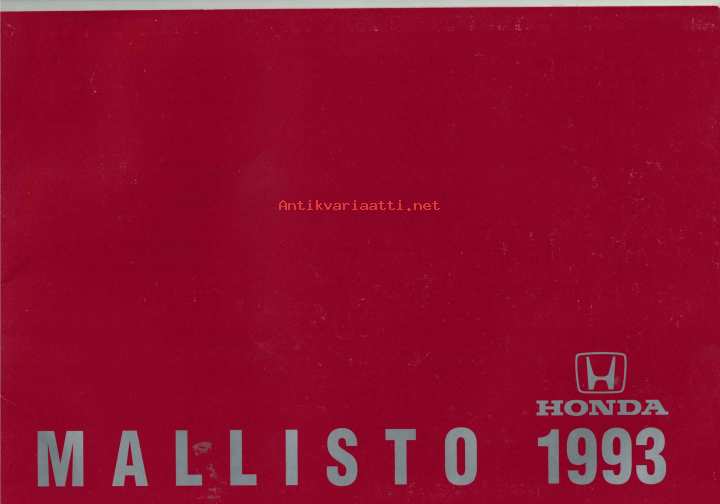 Antikvariaatti.net
HONDA
MALLISTO 1993